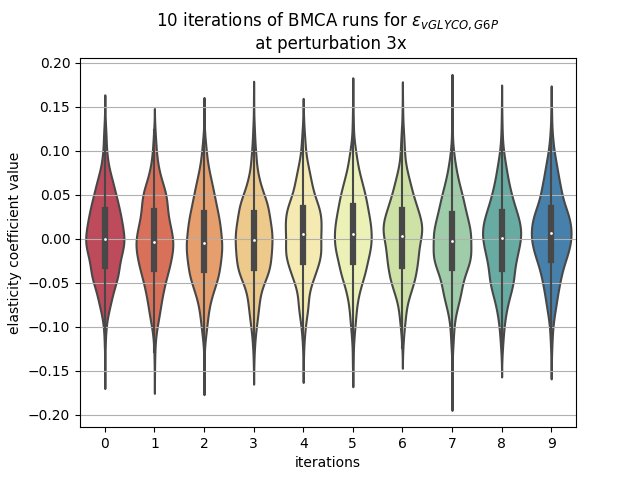 10 iterations of BMCA runs for ε_{vGLYCO,G6P}
at perturbation 3x
0.20
0.15
0.10
0.05
0.00
−0.05
−0.10
−0.15
−0.20
elasticity coefficient value
0 1 2 3 4 5 6 7 8 9
iterations